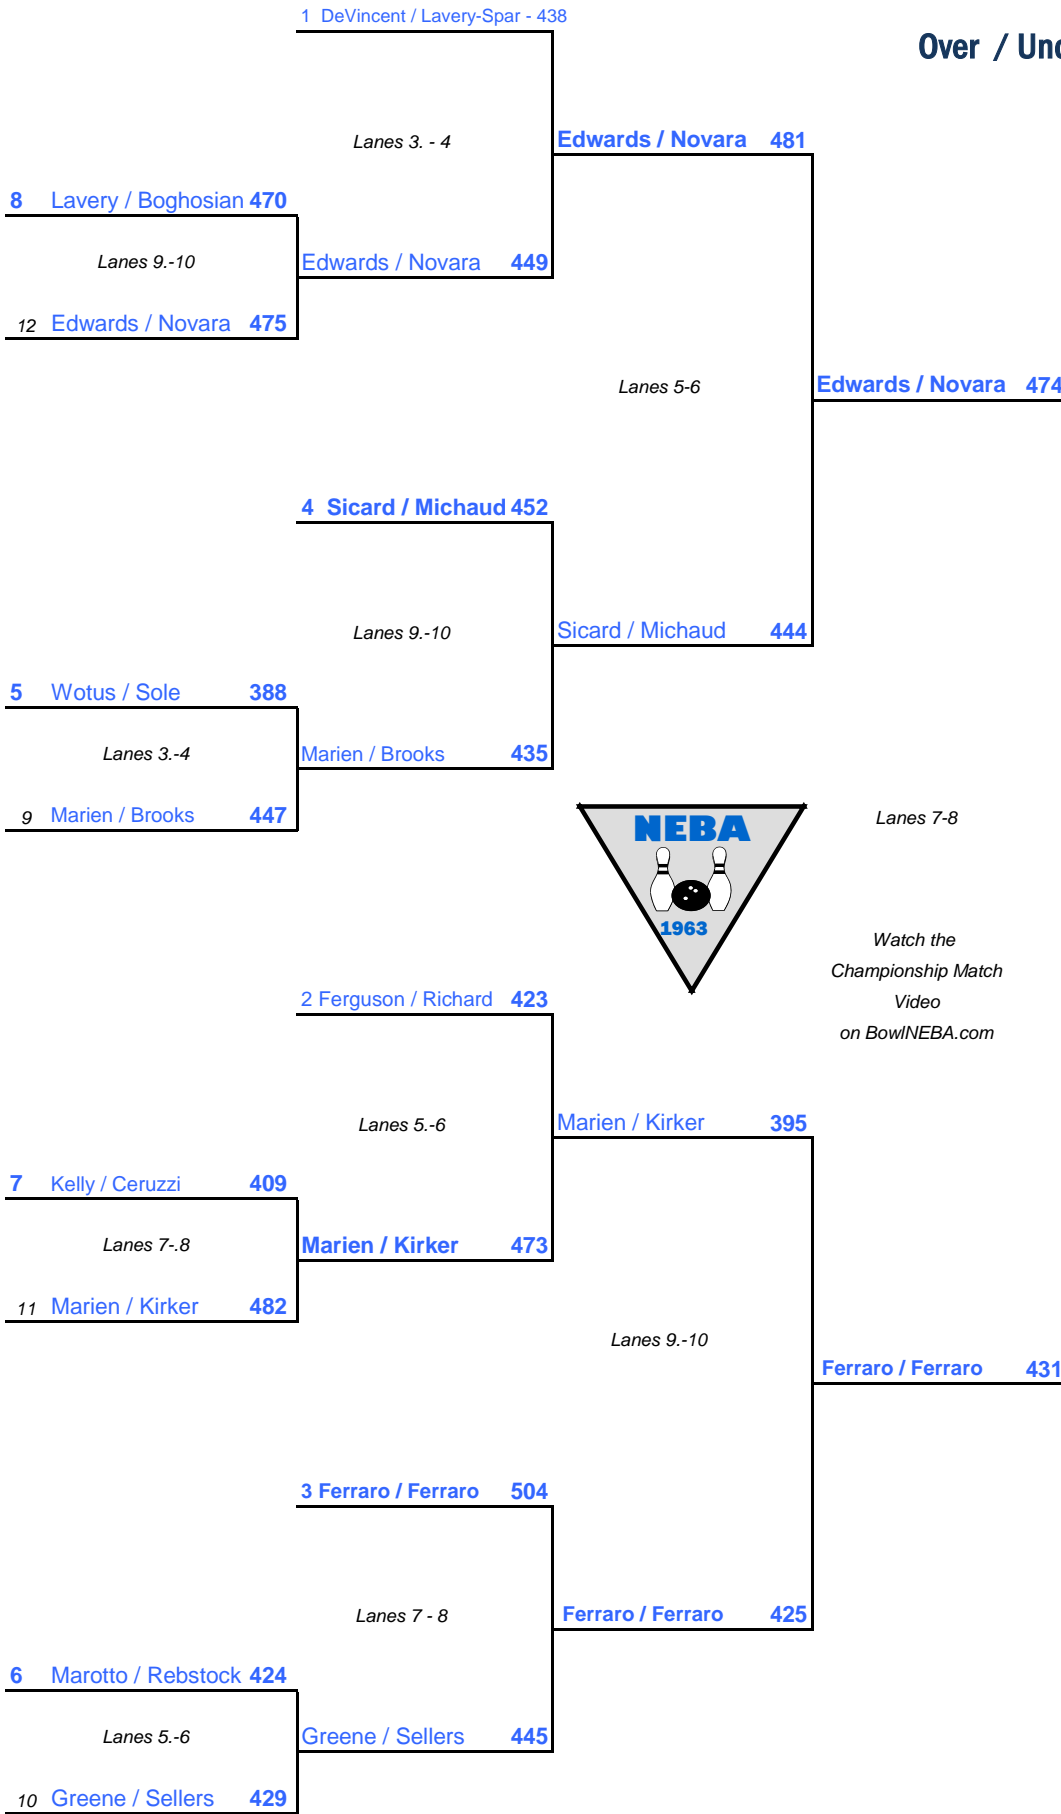 1 DeVincent / Lavery-Spar - 438
Over / Und
Lanes 3. - 4
Edwards / Novara 481
8 Lavery / Boghosian 470
Lanes 9.-10
Edwards / Novara 449
12 Edwards / Novara 475
Lanes 5-6
Edwards / Novara 474
4 Sicard / Michaud 452
Lanes 9.-10
Sicard / Michaud 444
5 Wotus / Sole 388
Lanes 3.-4
Marien / Brooks 435
9 Marien / Brooks 447
NEBA
1963
Lanes 7-8
Watch the
Championship Match
Video
on BowlNEBA.com
2 Ferguson / Richard 423
Lanes 5.-6
Marien / Kirker 395
7 Kelly / Ceruzzi 409
Lanes 7-.8
Marien / Kirker 473
11 Marien / Kirker 482
Lanes 9.-10
Ferraro / Ferraro 431
3 Ferraro / Ferraro 504
Lanes 7 - 8
Ferraro / Ferraro 425
6 Marotto / Rebstock 424
Lanes 5.-6
Greene / Sellers 445
10 Greene / Sellers 429